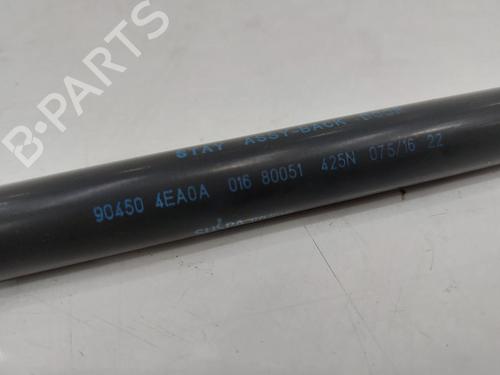 B-PARTS
STAY ASSY-BACK DOOR
90450 4EA0A 016 80051 425N 075/16 22